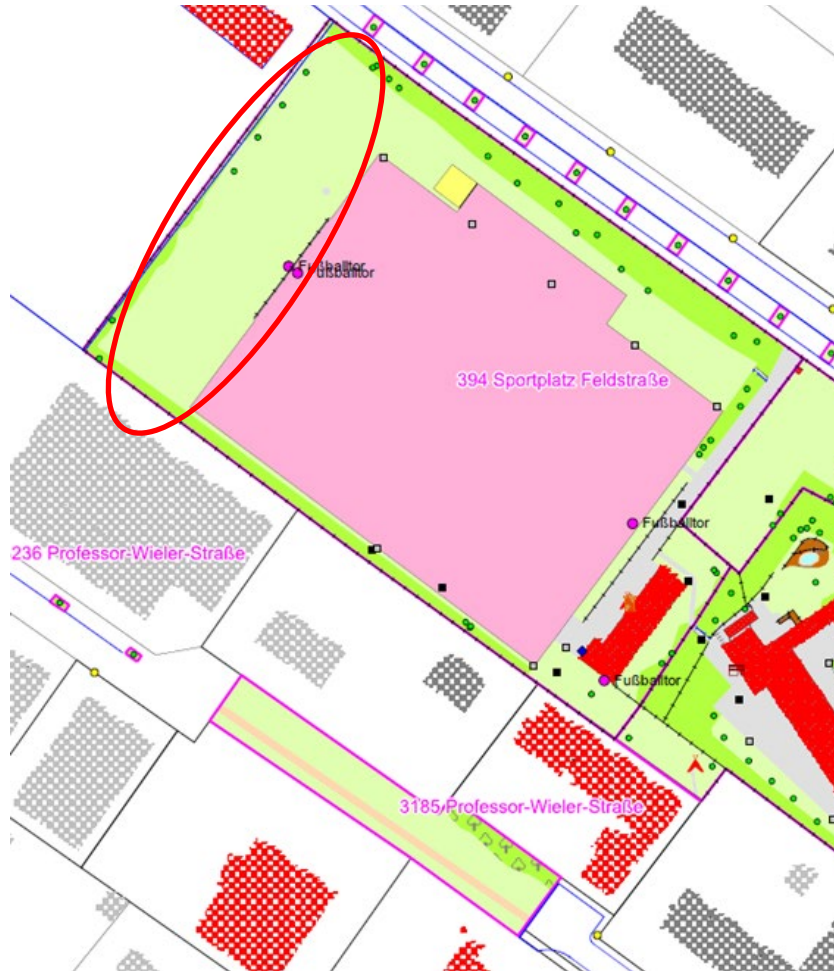 Fußballtor
Fußballtor
394 Sportplatz Feldstraße
Fußballtor
236 Professor-Wieler-Straße
Fußballtor
3185 Professor-Wieler-Straße